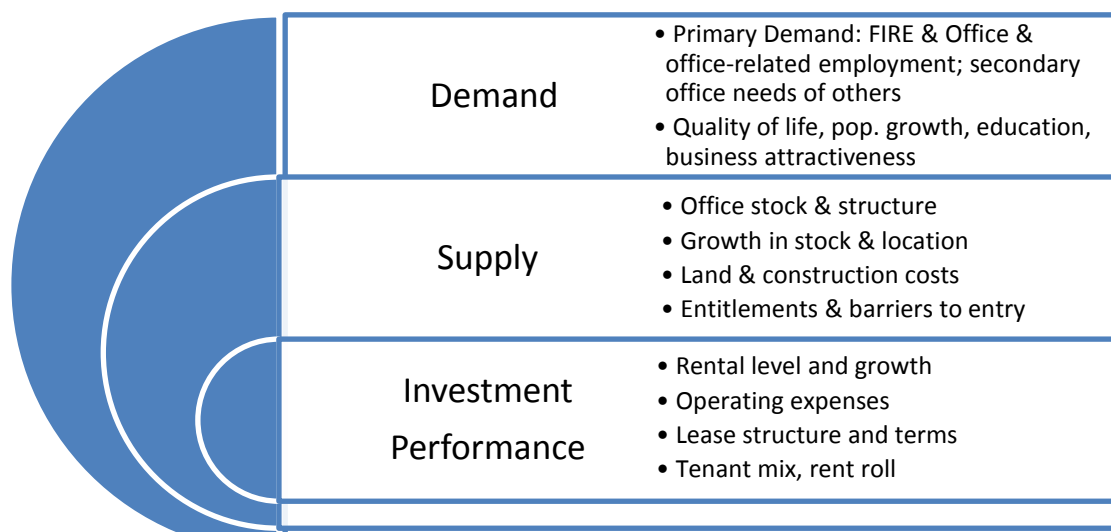 Demand
• Primary Demand: FIRE & Office &
office-related employment; secondary
office needs of others
• Quality of life, pop. growth, education,
business attractiveness
Supply
• Office stock & structure
• Growth in stock & location
• Land & construction costs
• Entitlements & barriers to entry
Investment
Performance
• Rental level and growth
• Operating expenses
• Lease structure and terms
• Tenant mix, rent roll